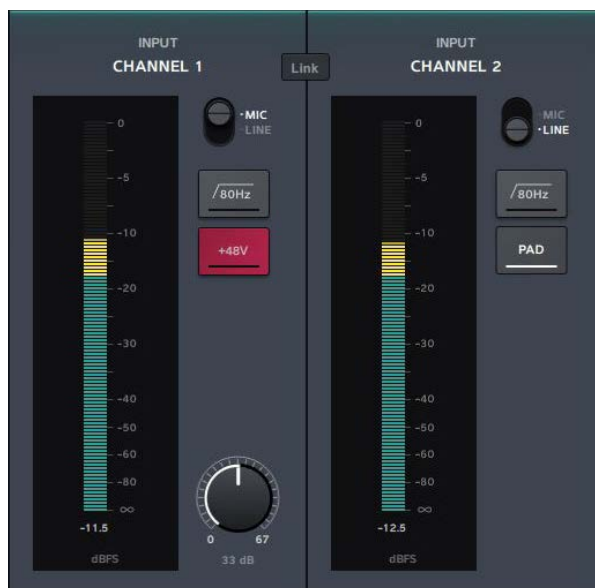 INPUT
CHANNEL 1
Link
INPUT
CHANNEL 2
0
-5
-10
-20
-30
-40
-50
-60
-80
∞
-11.5
dBFS
MIC
LINE
80Hz
+48V
0
67
33 dB
0
-5
-10
-20
-30
-40
-50
-60
-80
∞
-12.5
dBFS
MIC
LINE
80Hz
PAD